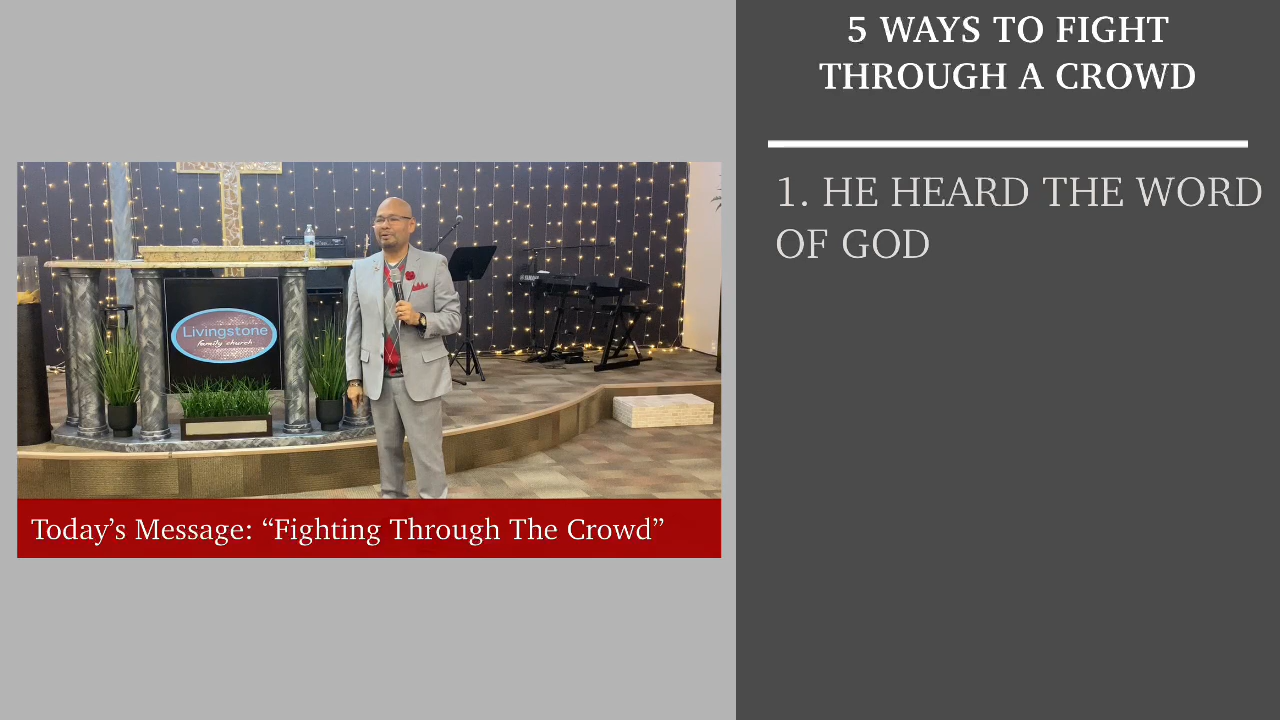 5 WAYS TO FIGHT
THROUGH A CROWD
1. HE HEARD THE WORD
OF GOD
Livingstone
family church
YAMAHA
Today's Message: “Fighting Through The Crowd”